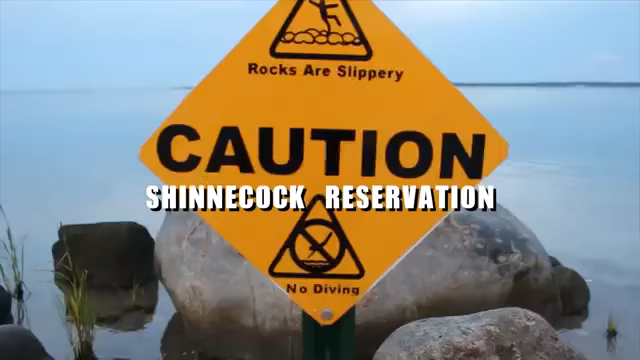 Rocks Are Slippery
CAUTION
SHINNECOCK RESERVATION
No Diving